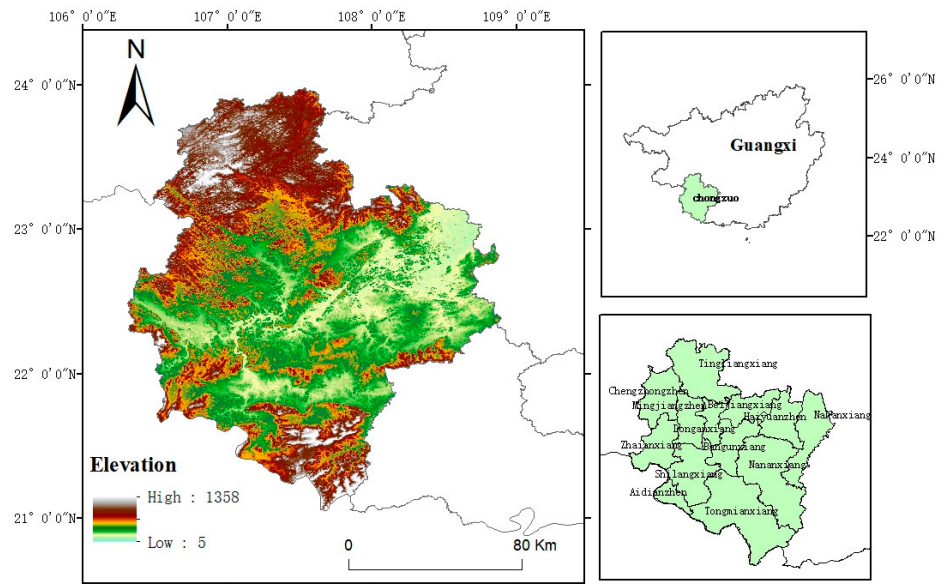 106° 0′0″E
107° 0′0″E
108° 0′0″E
109° 0′0″E
N
24° 0′0″N
23° 0′0″N
22° 0′0″N
21° 0′0″N
Elevation
High : 1358
Low : 5
0
80 Km
26° 0′0″N
24° 0′0″N
22° 0′0″N
Guangxi
chongzuo
Tingliangxiang
Chengzhongzhen
Mingjiangzhen
Beijiangxiang
Haiyuanzhen
NaPanxiang
Donganxiang
Zhaianxiang
Bangunxiang
Nananxiang
Shilangxiang
Aidianzhen
Tongmianxiang